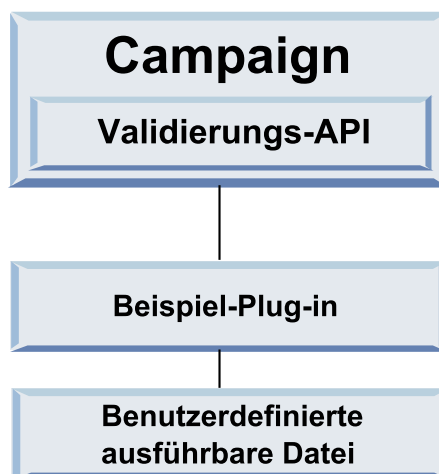 Campaign
Validierungs-API
Beispiel-Plug-in
Benutzerdefinierte
ausführbare Datei